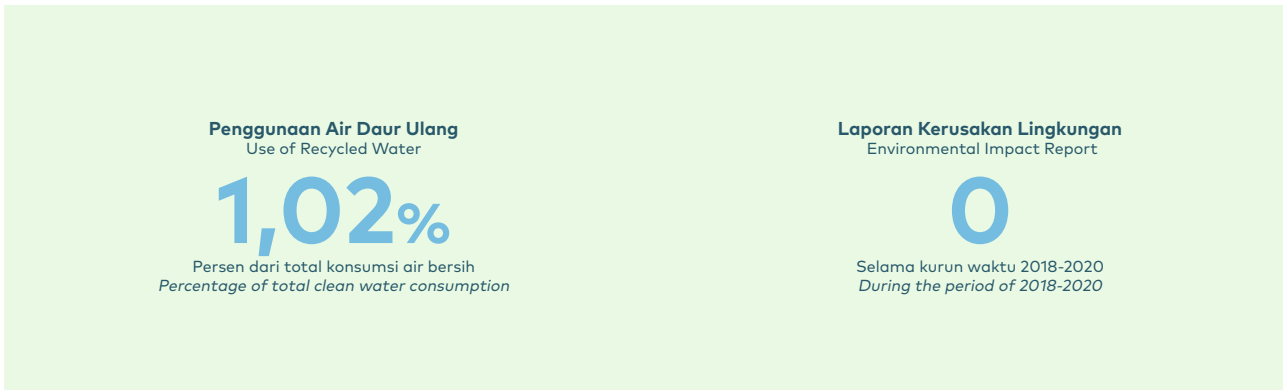 Penggunaan Air Daur Ulang
Use of Recycled Water
1,02%
Persen dari total konsumsi air bersih
Percentage of total clean water consumption
Laporan Kerusakan Lingkungan
Environmental Impact Report
0
Selama kurun waktu 2018-2020
During the period of 2018-2020